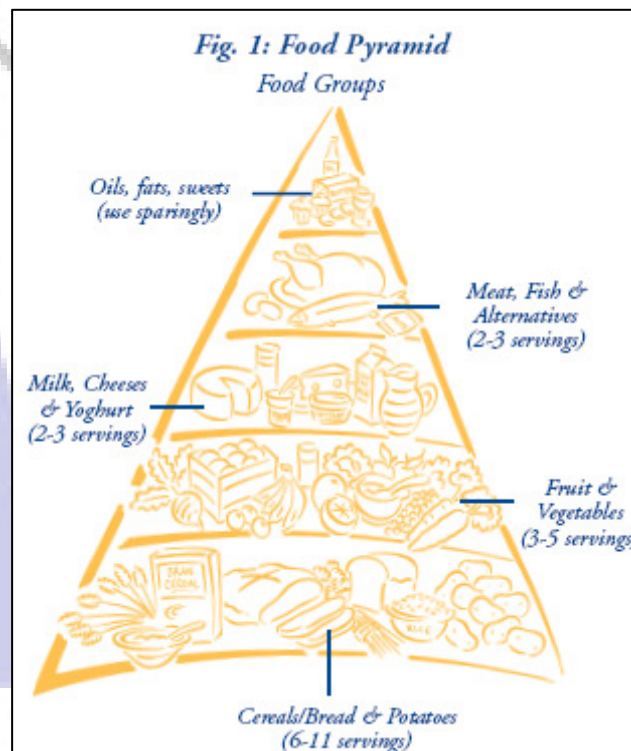 Fig. 1: Food Pyramid
Food Groups
Oils, fats, sweets
(use sparingly)
Meat, Fish &
Alternatives
(2-3 servings)
Milk, Cheeses
& Yoghurt
(2-3 servings)
Fruit &
Vegetables
(3-5 servings)
BRAN
CEREAL
RICE
Cereals/Bread & Potatoes
(6-11 servings)